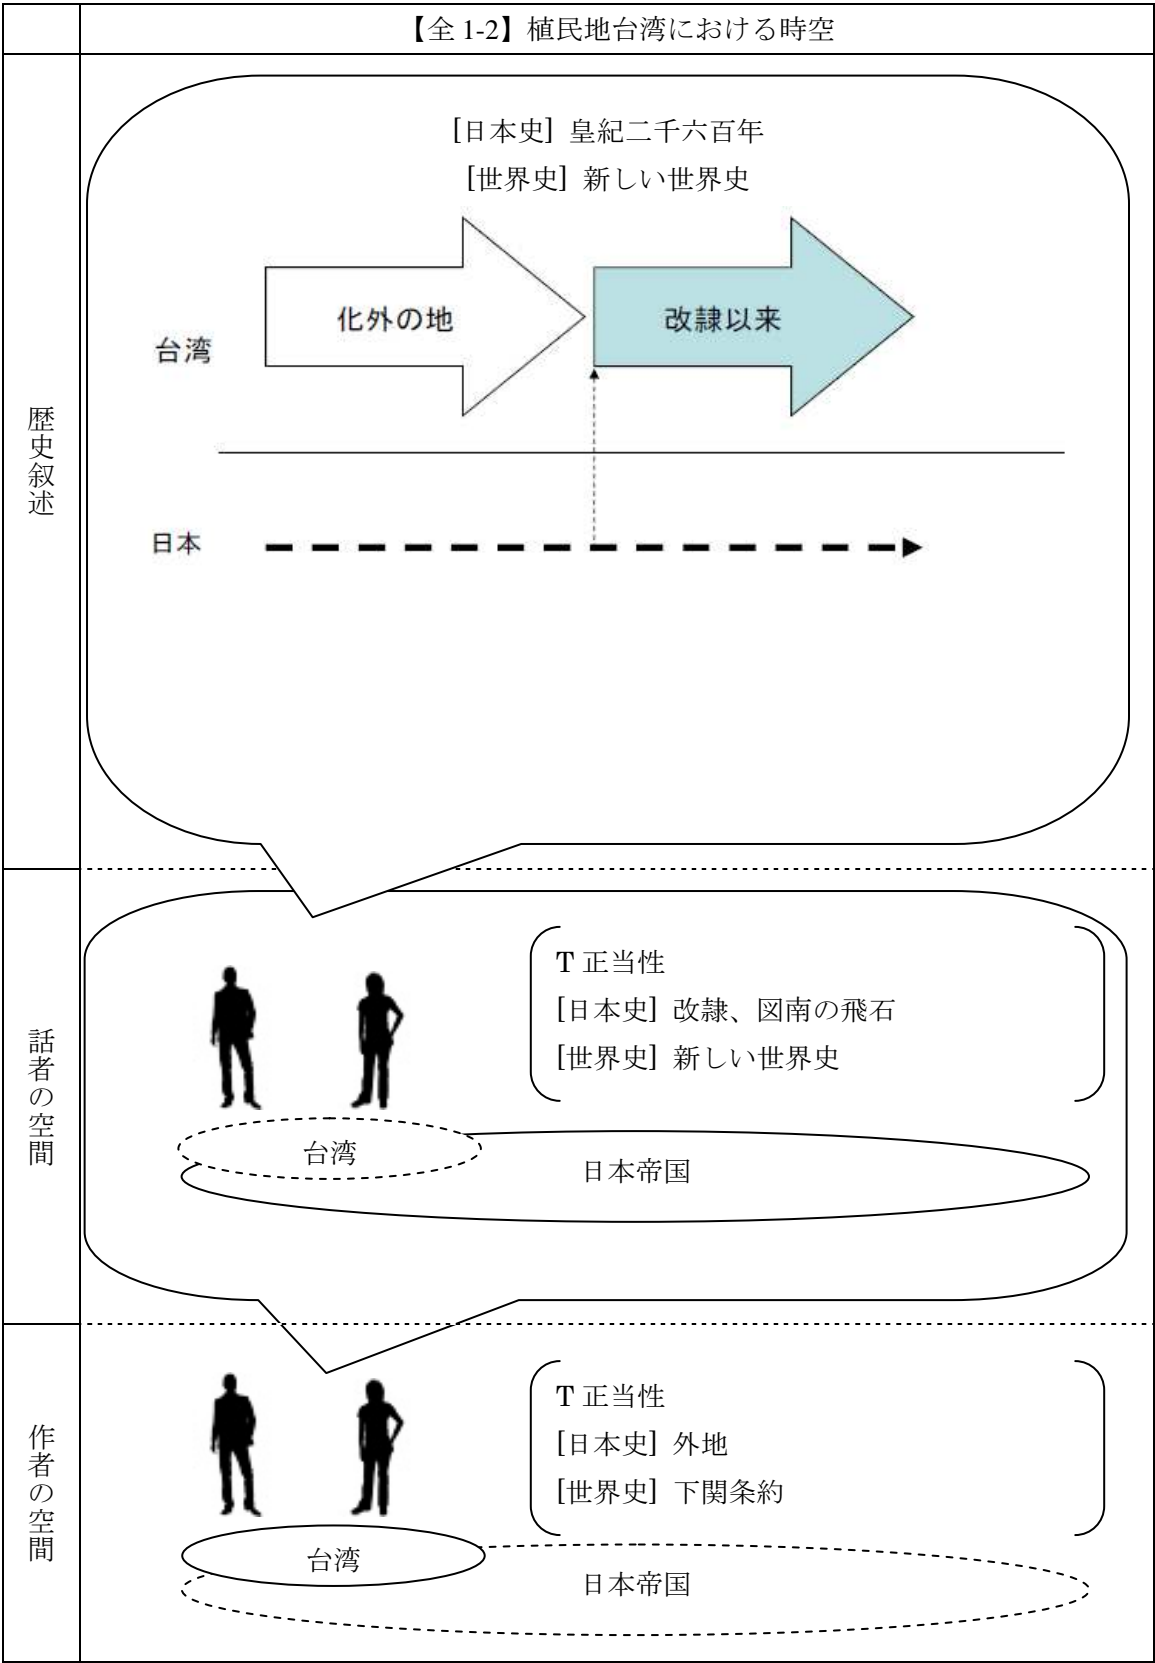 【全 1-2】植民地台湾における時空
歴史叙述
[日本史] 皇紀二千六百年
[世界史] 新しい世界史
化外の地
改隷以来
台湾
日本
話者の空間
T 正当性
[日本史] 改隷、図南の飛石
[世界史] 新しい世界史
台湾
日本帝国
作者の空間
T 正当性
[日本史] 外地
[世界史] 下関条約
台湾
日本帝国